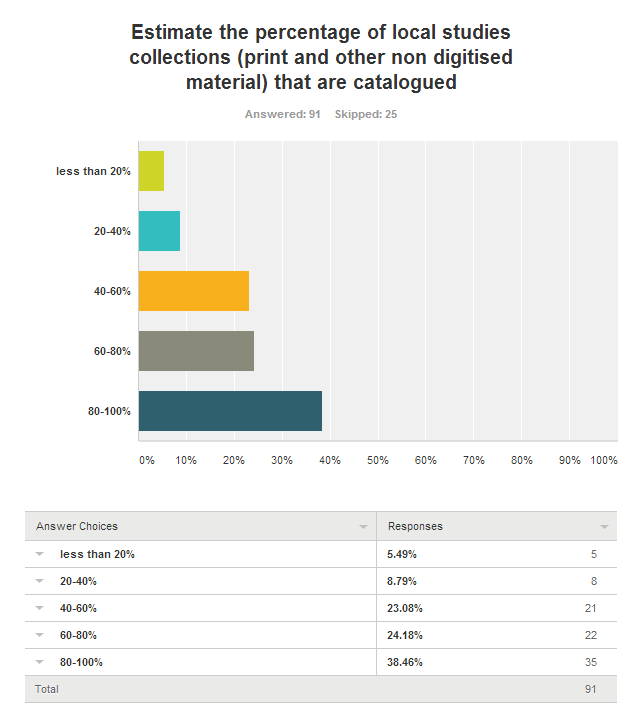 Estimate the percentage of local studies
collections (print and other non digitised
material) that are catalogued
Answered: 91 Skipped: 25
less than 20%
20-40%
40-60%
60-80%
80-100%
0% 10% 20% 30% 40% 50% 60% 70% 80% 90% 100%
Answer Choices Responses
less than 20% 5.49% 5
20-40% 8.79% 8
40-60% 23.08% 21
60-80% 24.18% 22
80-100% 38.46% 35
Total 91